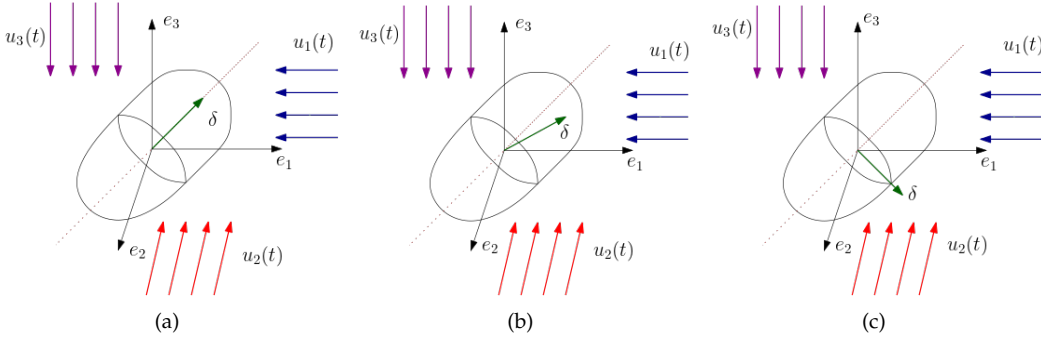 e₃
u₃(t)
u₁(t)
δ
e₁
e₂
u₂(t)
(a)
e₃
u₃(t)
u₁(t)
δ
e₁
e₂
u₂(t)
(b)
e₃
u₃(t)
u₁(t)
e₁
δ
e₂
u₂(t)
(c)